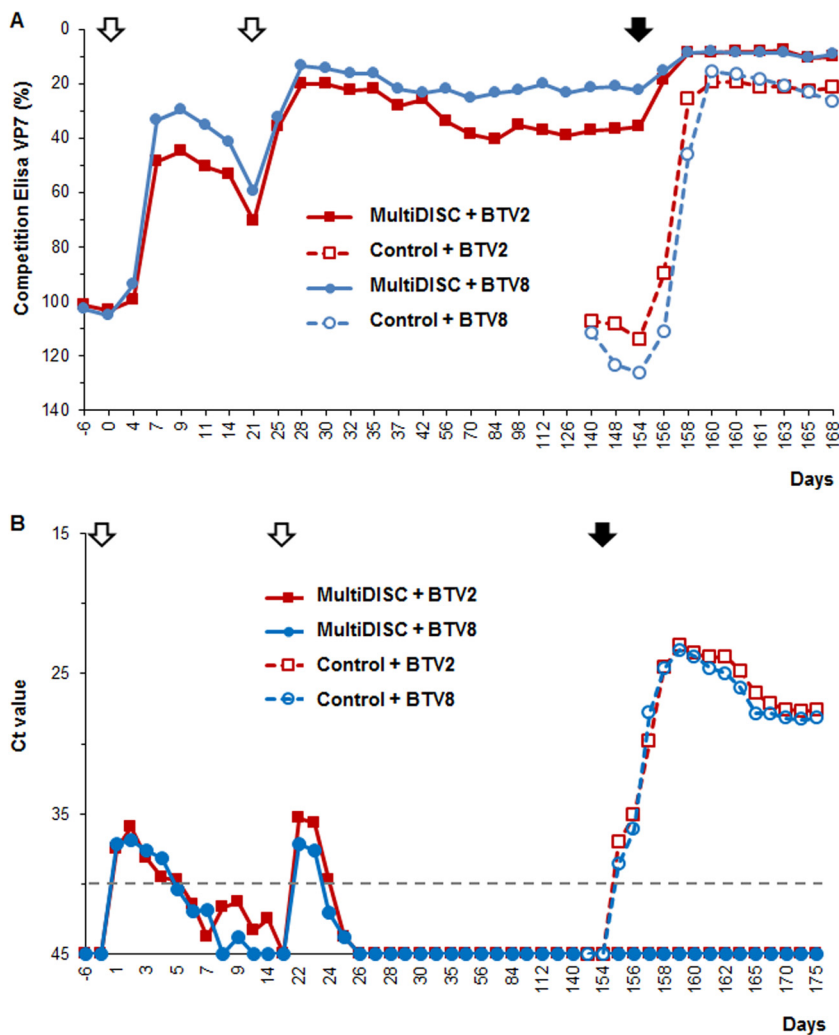 A
Competition Elisa VP7 (%)
0
20
40
60
80
100
120
140
MultiDISC + BTV2
Control + BTV2
MultiDISC + BTV8
Control + BTV8
-6 0 4 7 9 11 14 21 25 28 30 32 35 37 42 56 70 84 98 112 126 140 148 154 156 158 160 160 161 163 165 168
Days
B
Ct value
15
25
35
45
MultiDISC + BTV2
MultiDISC + BTV8
Control + BTV2
Control + BTV8
-6 1 3 5 7 9 14 22 24 26 28 30 35 56 84 112 140 154 156 158 160 162 165 170 175
Days